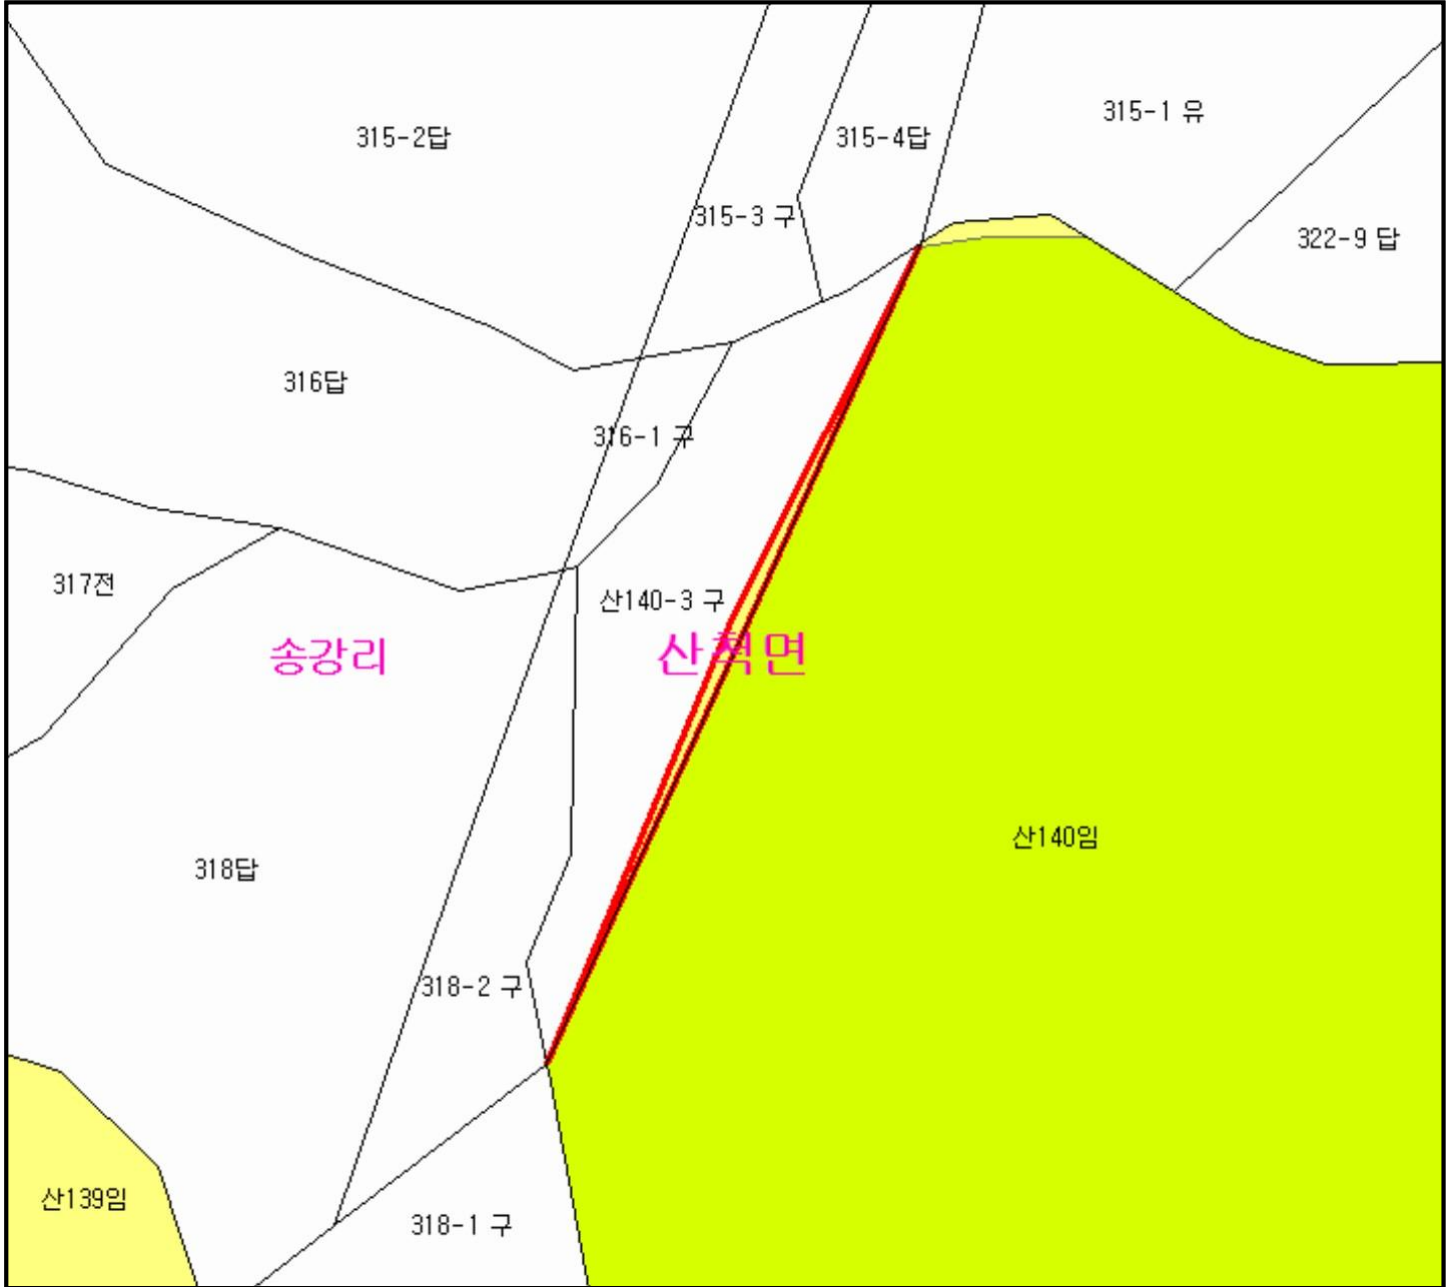 315-1 유
315-2답
315-4답
315-3 구
322-9 답
316답
316-1 구
317전
산140-3 구
송강리
산척면
산140임
318답
318-2 구
산139임
318-1 구